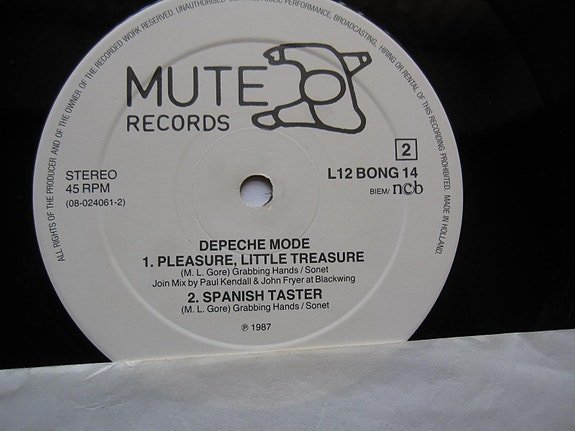 ALL RIGHTS OF THE PRODUCER AND OF THE OWNER OF THE RECORDED WORK RESERVED. UNAUTHORISED PUBLIC PERFORMANCE, BROADCASTING, HIRING OR RENTAL OF THIS RECORDING PROHIBITED. MADE IN HOLLAND.
MUTE
RECORDS
2
STEREO
L12 BONG 14
45 RPM
BIEM/ ncb
(08-024061-2)
DEPECHE MODE
1. PLEASURE, LITTLE TREASURE
(M. L. Gore) Grabbing Hands / Sonet
Join Mix by Paul Kendall & John Fryer at Blackwing
2. SPANISH TASTER
(M. L. Gore) Grabbing Hands / Sonet
℗ 1987